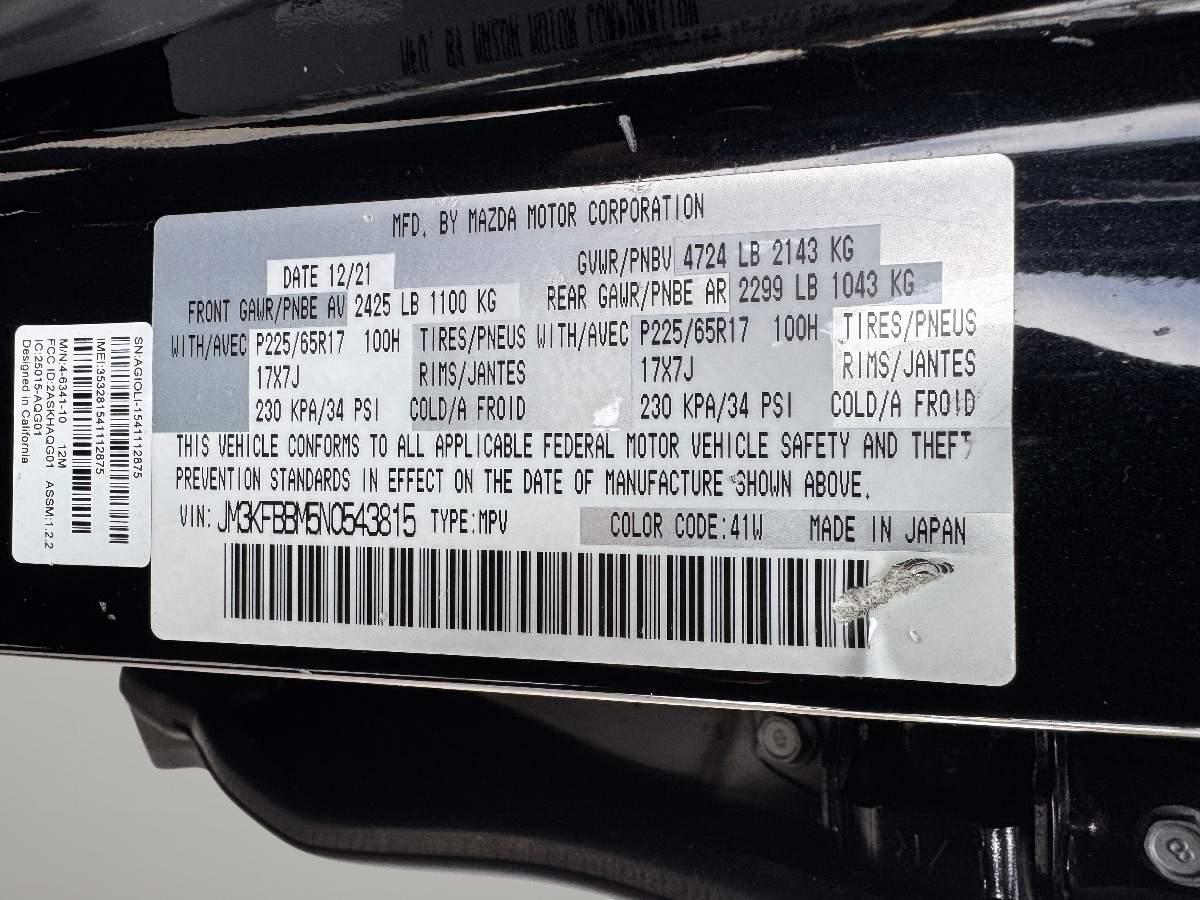 MFD. BY MAZDA MOTOR CORPORATION
DATE 12/21 GVWR/PNBV 4724 LB 2143 KG
FRONT GAWR/PNBE AV 2425 LB 1100 KG REAR GAWR/PNBE AR 2299 LB 1043 KG
WITH/AVEC P225/65R17 100H TIRES/PNEUS WITH/AVEC P225/65R17 100H TIRES/PNEUS
17X7J RIMS/JANTES 17X7J RIMS/JANTES
230 KPA/34 PSI COLD/A FROID 230 KPA/34 PSI COLD/A FROID
THIS VEHICLE CONFORMS TO ALL APPLICABLE FEDERAL MOTOR VEHICLE SAFETY AND THEFT
PREVENTION STANDARDS IN EFFECT ON THE DATE OF MANUFACTURE SHOWN ABOVE.
VIN: JM3KFBBM5N0543815 TYPE:MPV COLOR CODE:41W MADE IN JAPAN
SN:AGIOLI-1541112875
IMEI:353281541112875
M/N:4-6341-10 12M
FCC ID:2ASKHAQG01 ASSM:1.2.2
IC:25015-AQG01
Designed in California